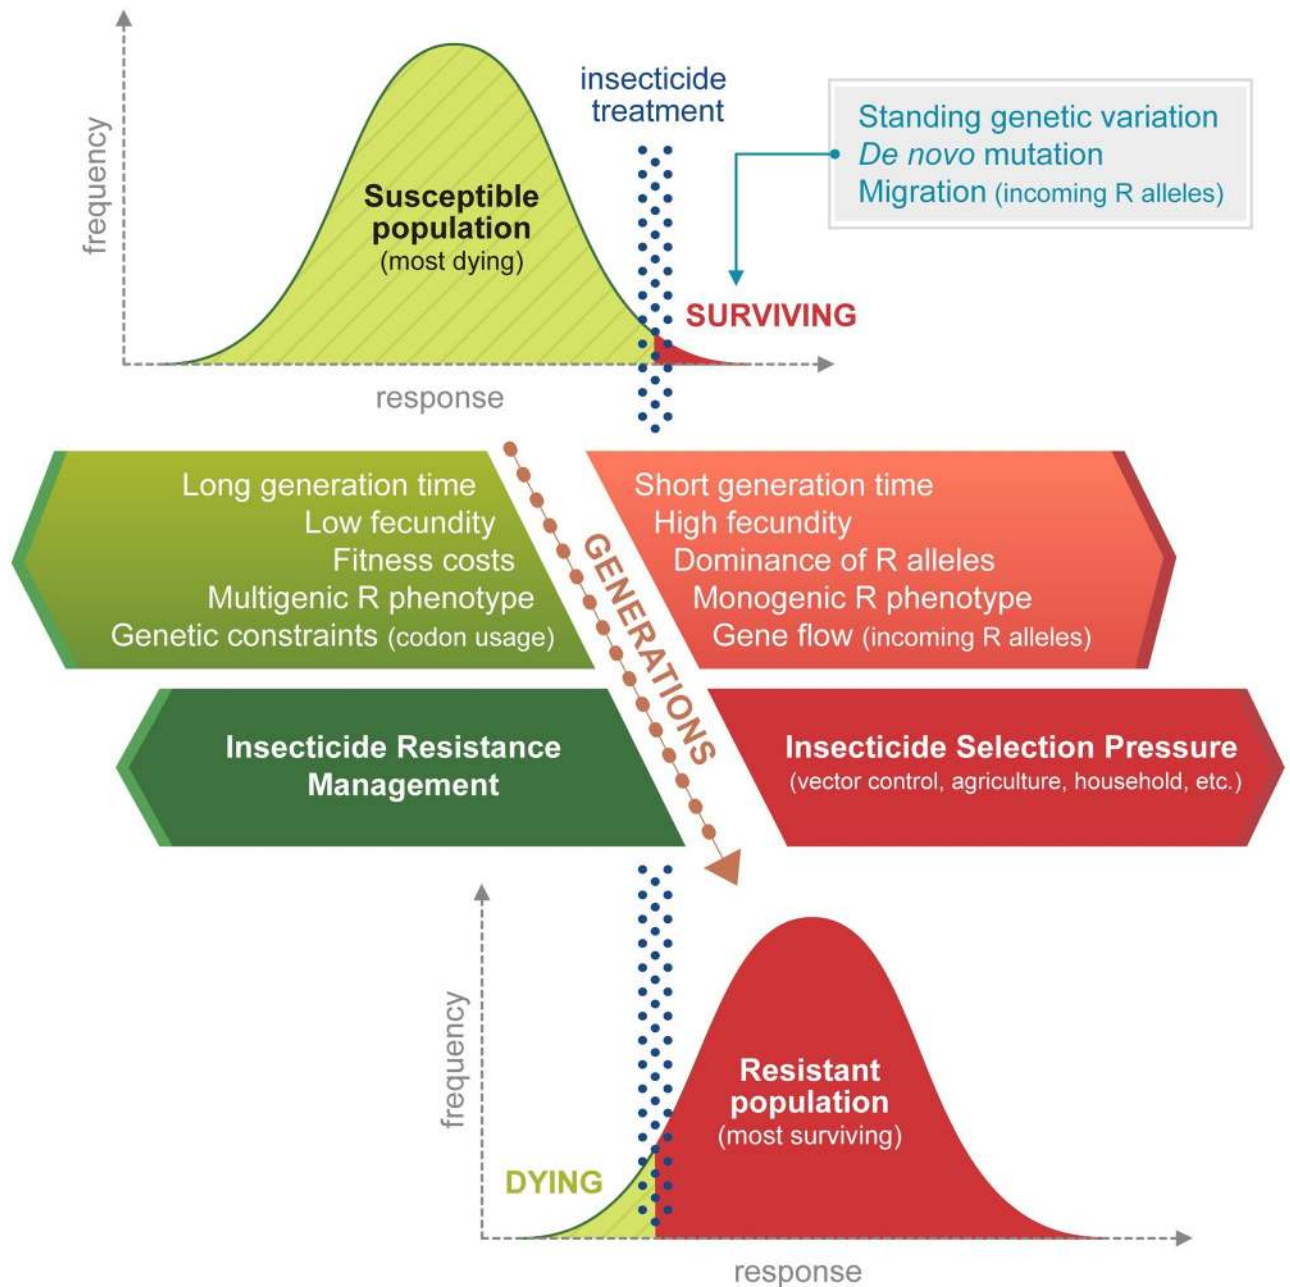 frequency
insecticide
treatment
Standing genetic variation
De novo mutation
Migration (incoming R alleles)
Susceptible
population
(most dying)
SURVIVING
response
Long generation time
Low fecundity
Fitness costs
Multigenic R phenotype
Genetic constraints (codon usage)
GENERATIONS
Short generation time
High fecundity
Dominance of R alleles
Monogenic R phenotype
Gene flow (incoming R alleles)
Insecticide Resistance
Management
Insecticide Selection Pressure
(vector control, agriculture, household, etc.)
frequency
Resistant
population
(most surviving)
DYING
response